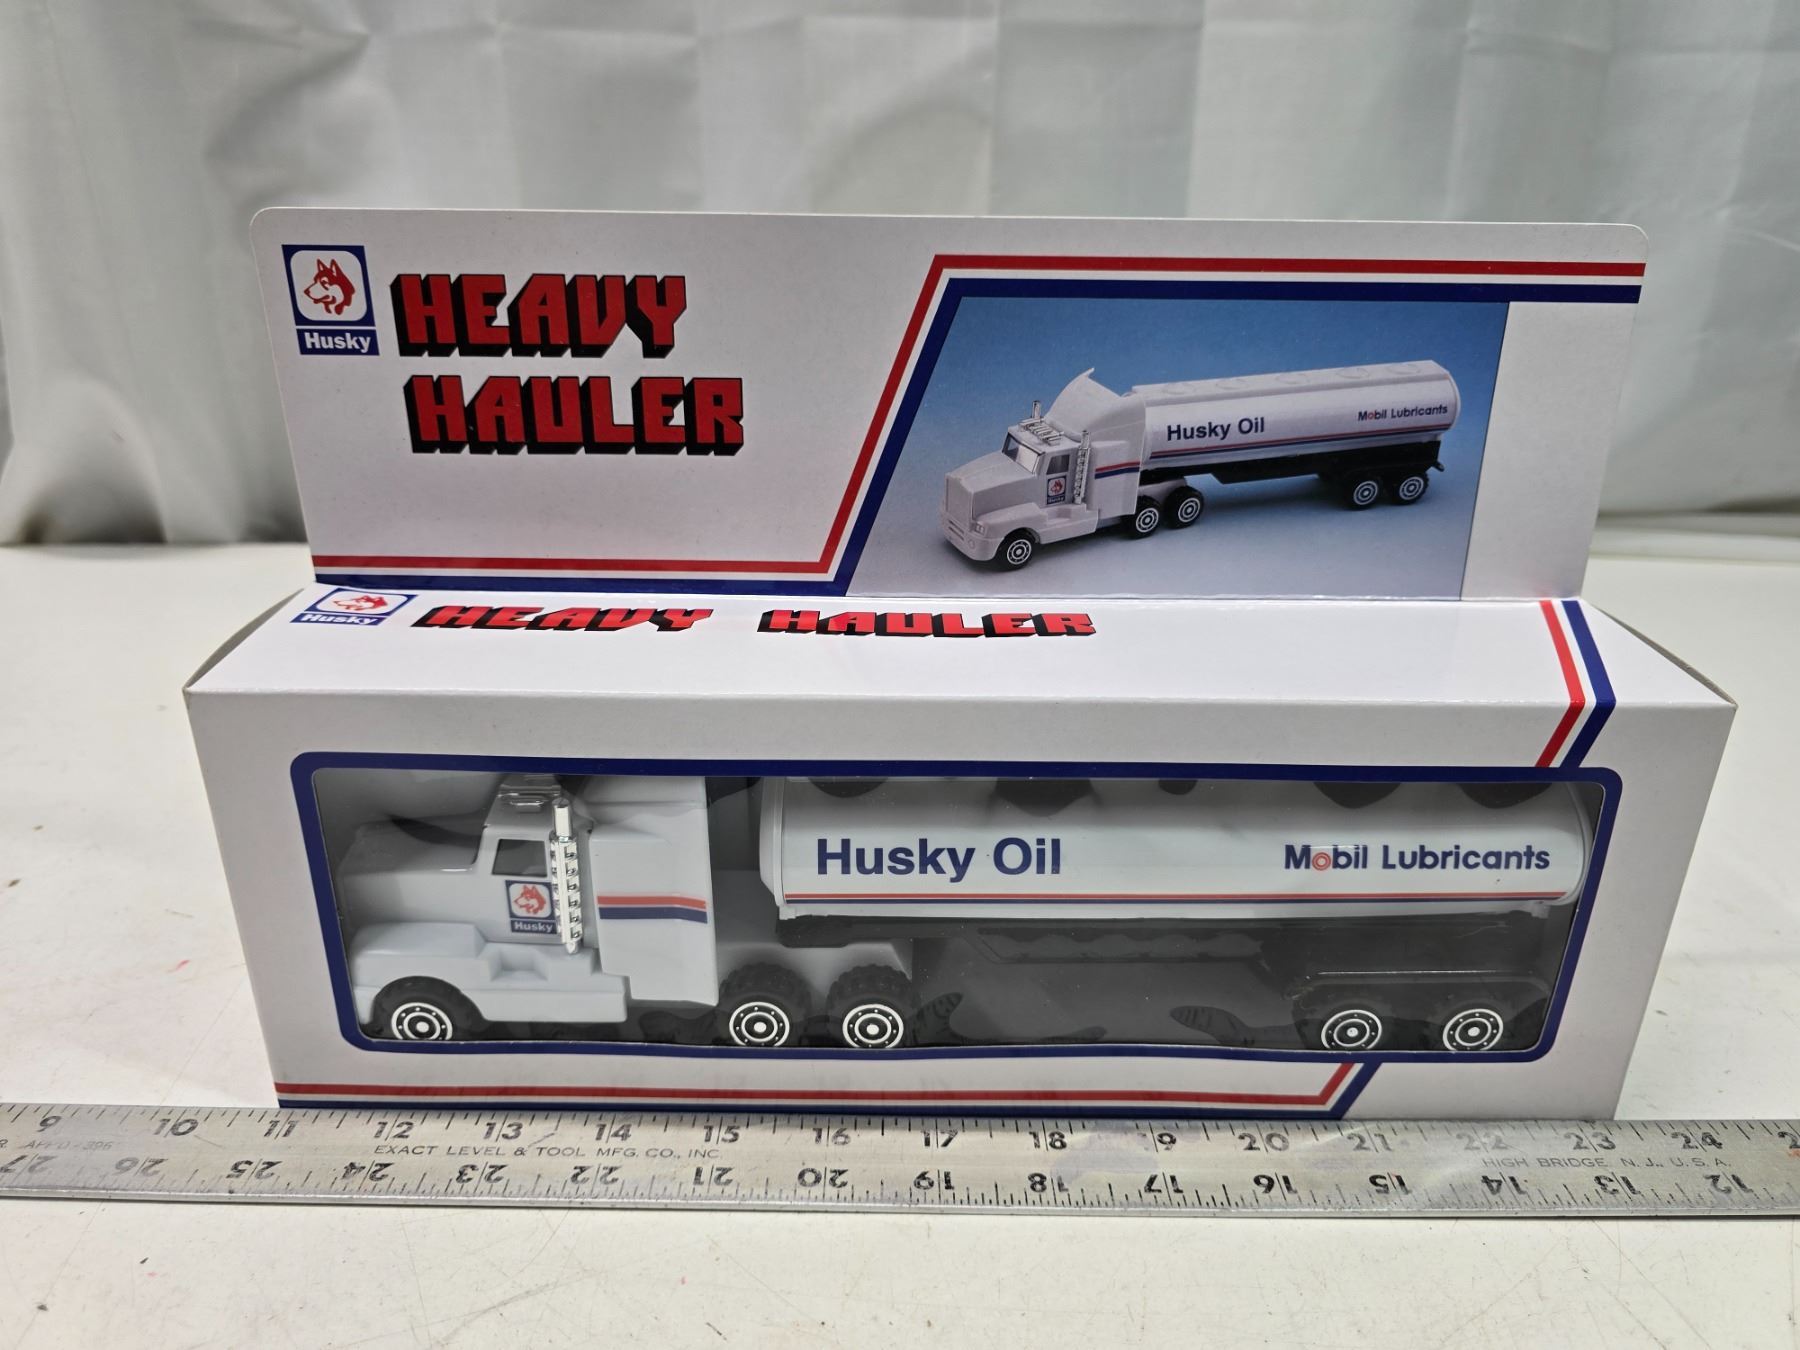 Husky
HEAVY
HAULER
Husky Oil
Mobil Lubricants
Husky
Husky
HEAVY HAULER
Husky Oil
Mobil Lubricants
Husky
9 10 11 12 13 14 15 16 17 18 19 20 21 22 23 24
EXACT LEVEL & TOOL MFG. CO., INC.
HIGH BRIDGE, N. J., U. S. A.
27 26 25 24 23 22 21 20 19 18 17 16 15 14 13 12